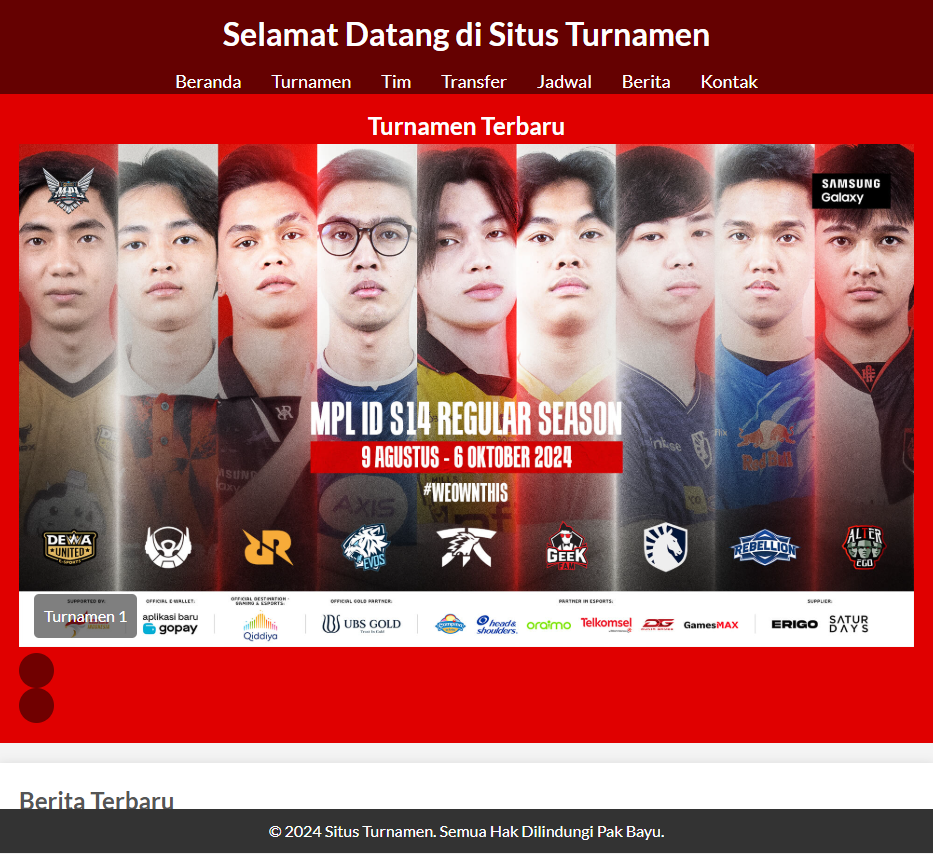 Selamat Datang di Situs Turnamen
Beranda Turnamen Tim Transfer Jadwal Berita Kontak
Turnamen Terbaru
MPL
SAMSUNG
Galaxy
MPL ID S14 REGULAR SEASON
9 AGUSTUS - 6 OKTOBER 2024
#WEOWNTHIS
AXIS
Red Bull
DEWA
UNITED
E-SPORTS
EVOS
GEEK
FAM
REBELLION
ALTER
EGO
SUPPORTED BY:
OFFICIAL E-WALLET:
OFFICIAL DESTINATION - GAMING & ESPORTS:
OFFICIAL GOLD PARTNER:
PARTNER IN ESPORTS:
SUPPLIER:
Turnamen 1
aplikasi baru
gopay
Qiddiya
UBS GOLD
head& shoulders.
oraimo
Telkomsel
GamesMAX
ERIGO
SATUR
DAYS
Berita Terbaru
© 2024 Situs Turnamen. Semua Hak Dilindungi Pak Bayu.